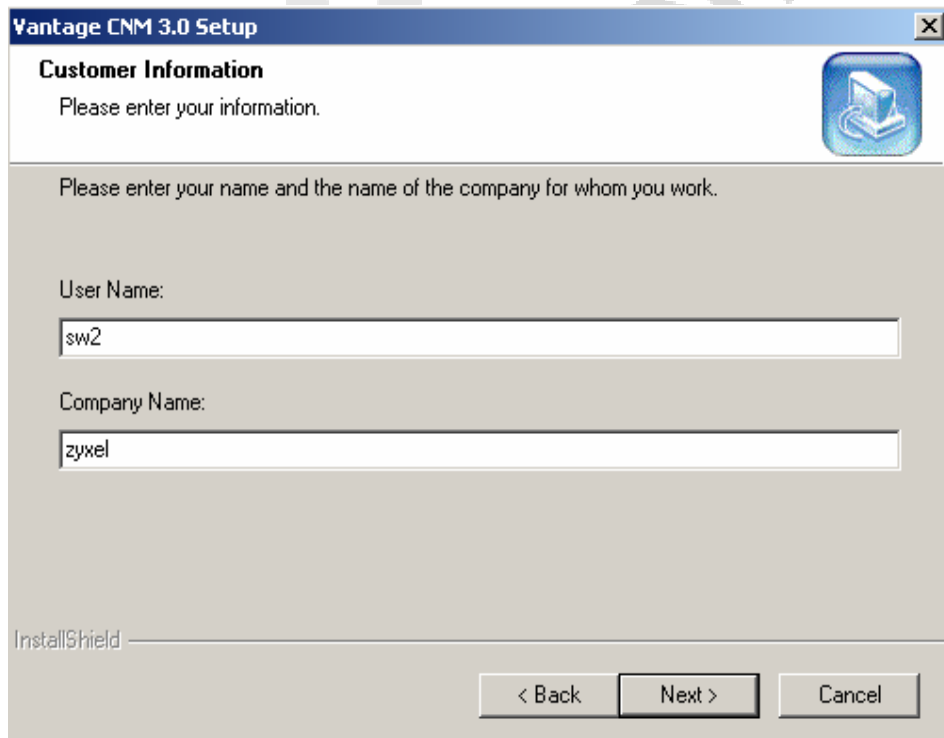 Vantage CNM 3.0 Setup
Customer Information
Please enter your information.
Please enter your name and the name of the company for whom you work.
User Name:
sw2
Company Name:
zyxel
InstallShield
< Back Next > Cancel